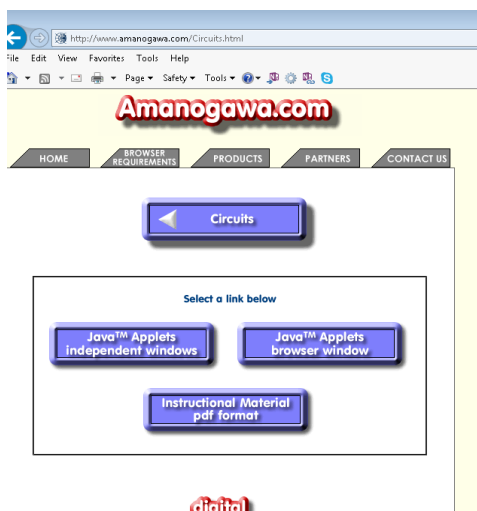 http://www.amanogawa.com/Circuits.html
File Edit View Favorites Tools Help
Page Safety Tools
Amanogawa.com
HOME BROWSER REQUIREMENTS PRODUCTS PARTNERS CONTACT US
Circuits
Select a link below
Java™ Applets
independent windows
Java™ Applets
browser window
Instructional Material
pdf format
digital